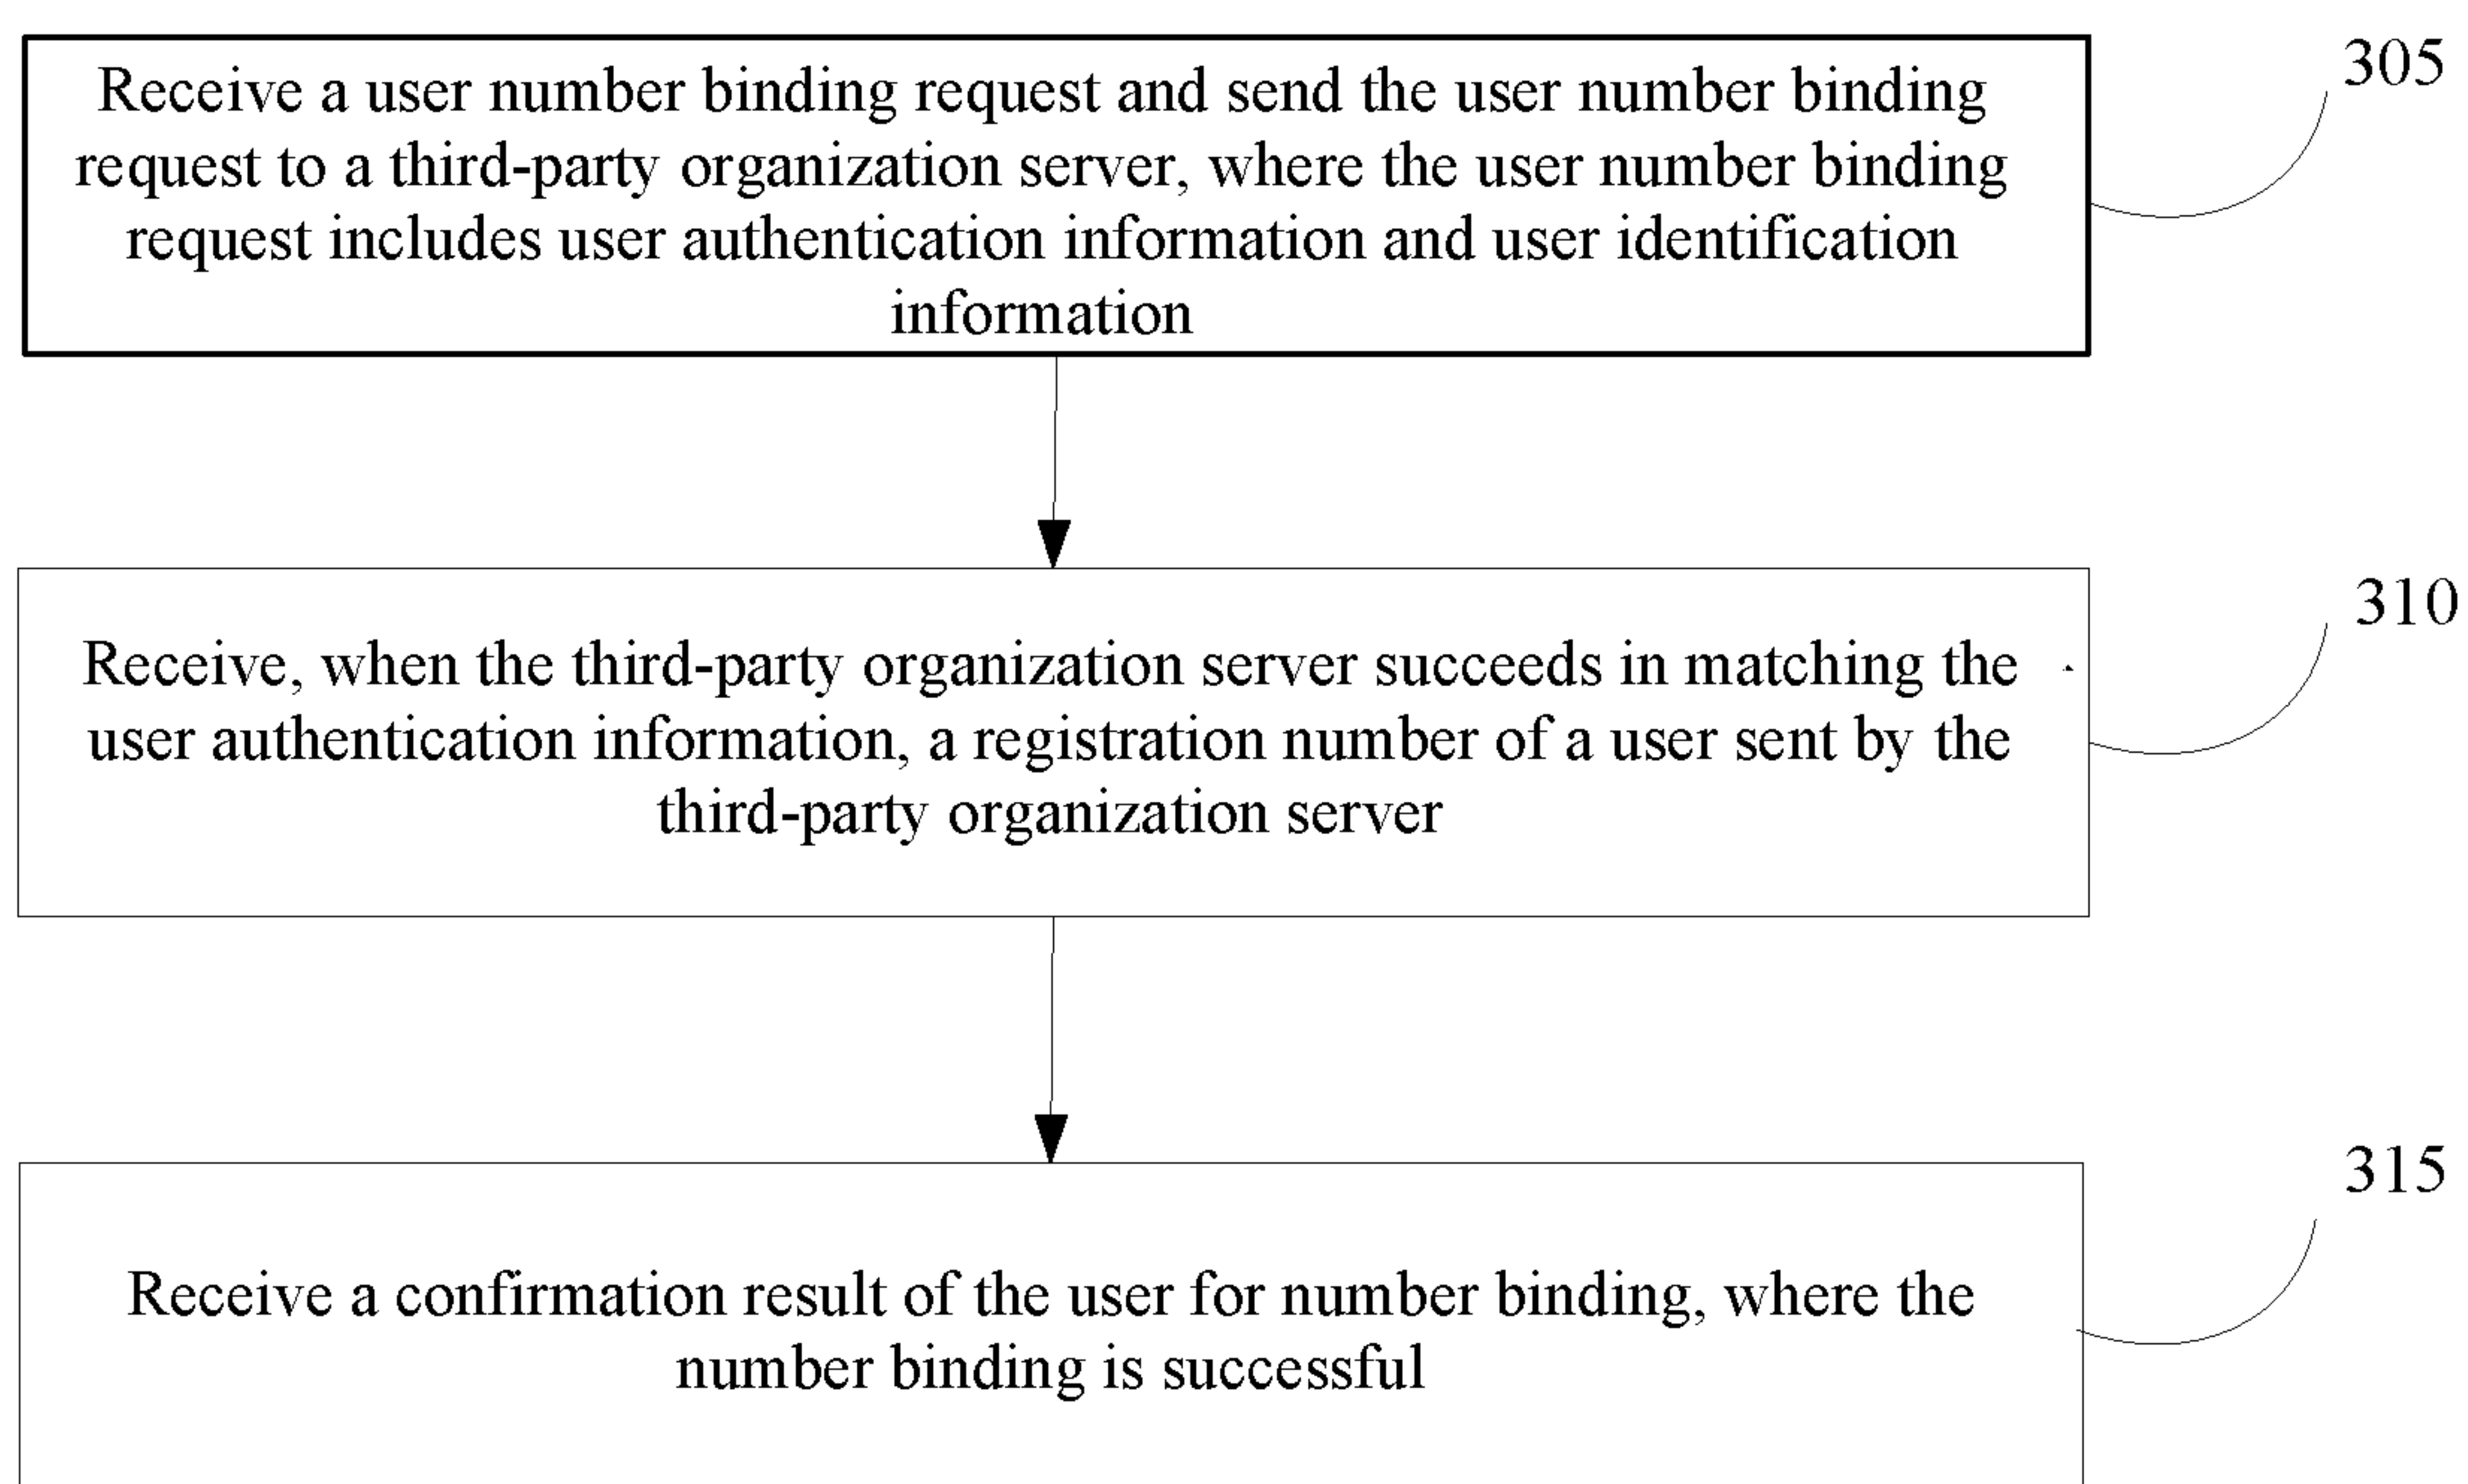 Receive a user number binding request and send the user number binding
request to a third-party organization server, where the user number binding
request includes user authentication information and user identification
information
305
Receive, when the third-party organization server succeeds in matching the
user authentication information, a registration number of a user sent by the
third-party organization server
310
Receive a confirmation result of the user for number binding, where the
number binding is successful
315